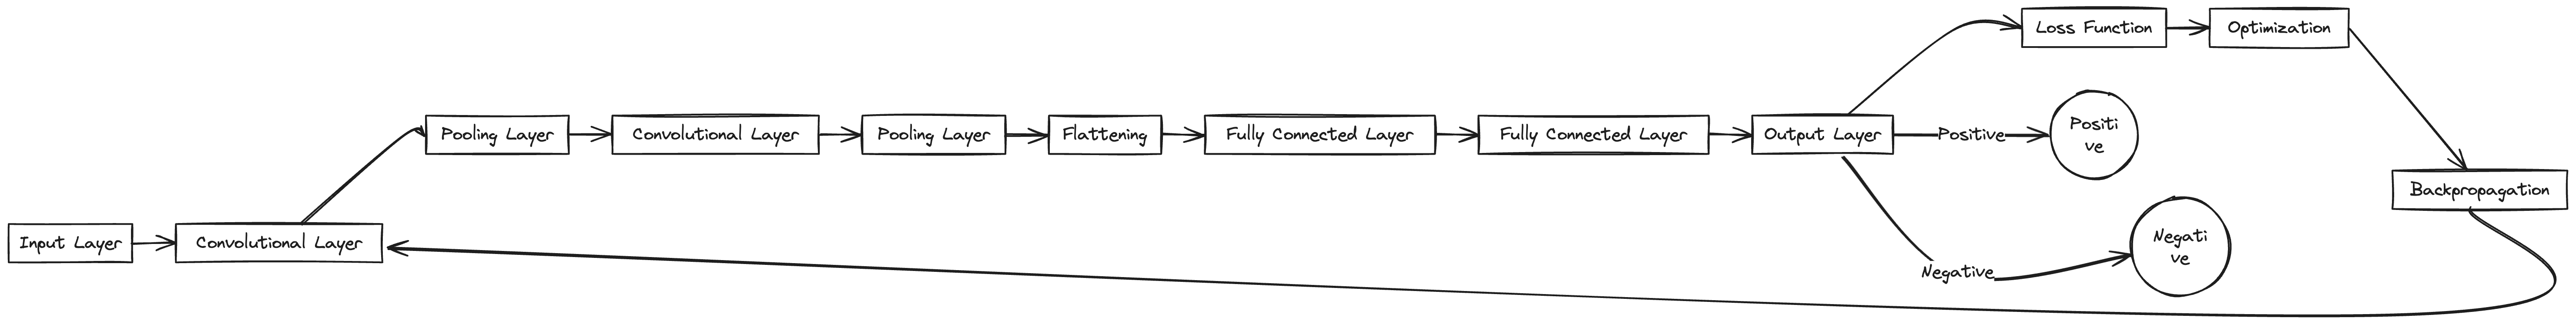 Input Layer
Convolutional Layer
Pooling Layer
Convolutional Layer
Pooling Layer
Flattening
Fully Connected Layer
Fully Connected Layer
Output Layer
Loss Function
Optimization
Positive
Positi
ve
Negative
Negati
ve
Backpropagation